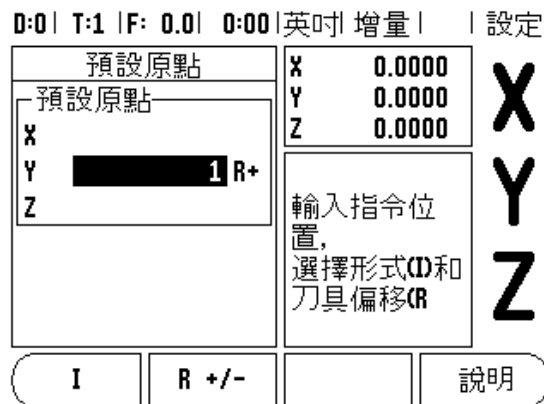 D:0 | T:1 | F: 0.0 | 0:00 | 英吋 | 增量 | | 設定
預設原點
預設原點
X
Y 1 R+
Z
X 0.0000
Y 0.0000
Z 0.0000
輸入指令位
置,
選擇形式(I)和
刀具偏移(R
X
Y
Z
I
R +/-
說明